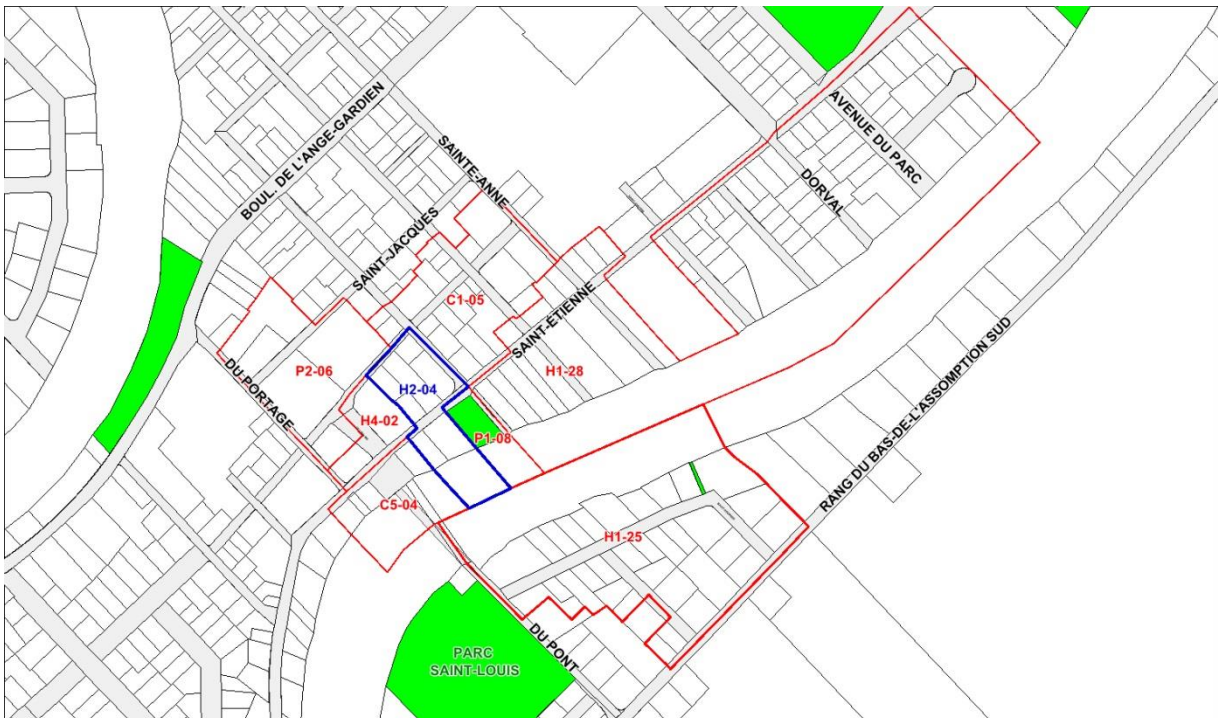 AVENUE DU PARC
BOUL. DE L'ANGE-GARDIEN
SAINTE-ANNE
DORVAL
SAINT-JACQUES
C1-05
SAINT-ÉTIENNE
RANG DU BAS-DE-L'ASSOMPTION SUD
P2-06
DU PORTAGE
H2-04
H1-28
H4-02
P1-08
C5-04
H1-25
DU PONT
PARC
SAINT-LOUIS